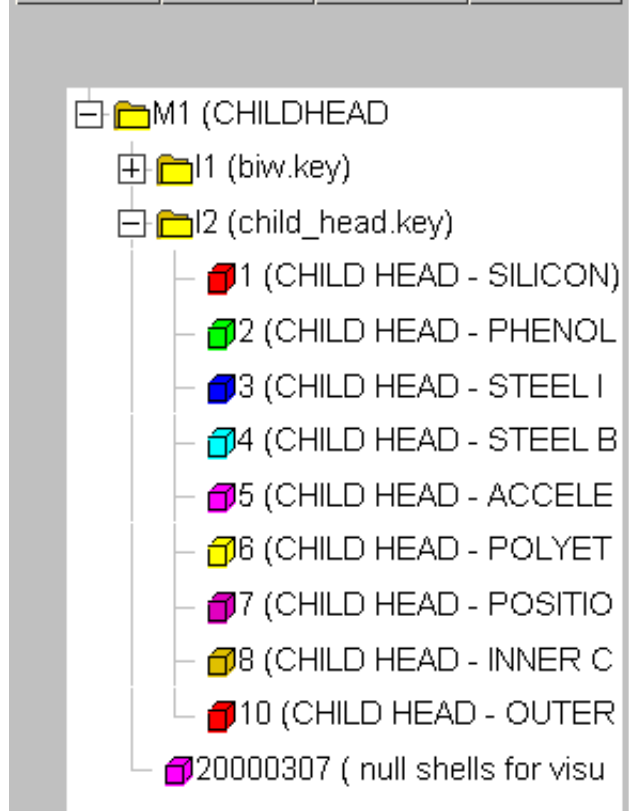 M1 (CHILDHEAD
I1 (biw.key)
I2 (child_head.key)
1 (CHILD HEAD - SILICON)
2 (CHILD HEAD - PHENOL
3 (CHILD HEAD - STEEL I
4 (CHILD HEAD - STEEL B
5 (CHILD HEAD - ACCELE
6 (CHILD HEAD - POLYET
7 (CHILD HEAD - POSITIO
8 (CHILD HEAD - INNER C
10 (CHILD HEAD - OUTER
20000307 ( null shells for visu